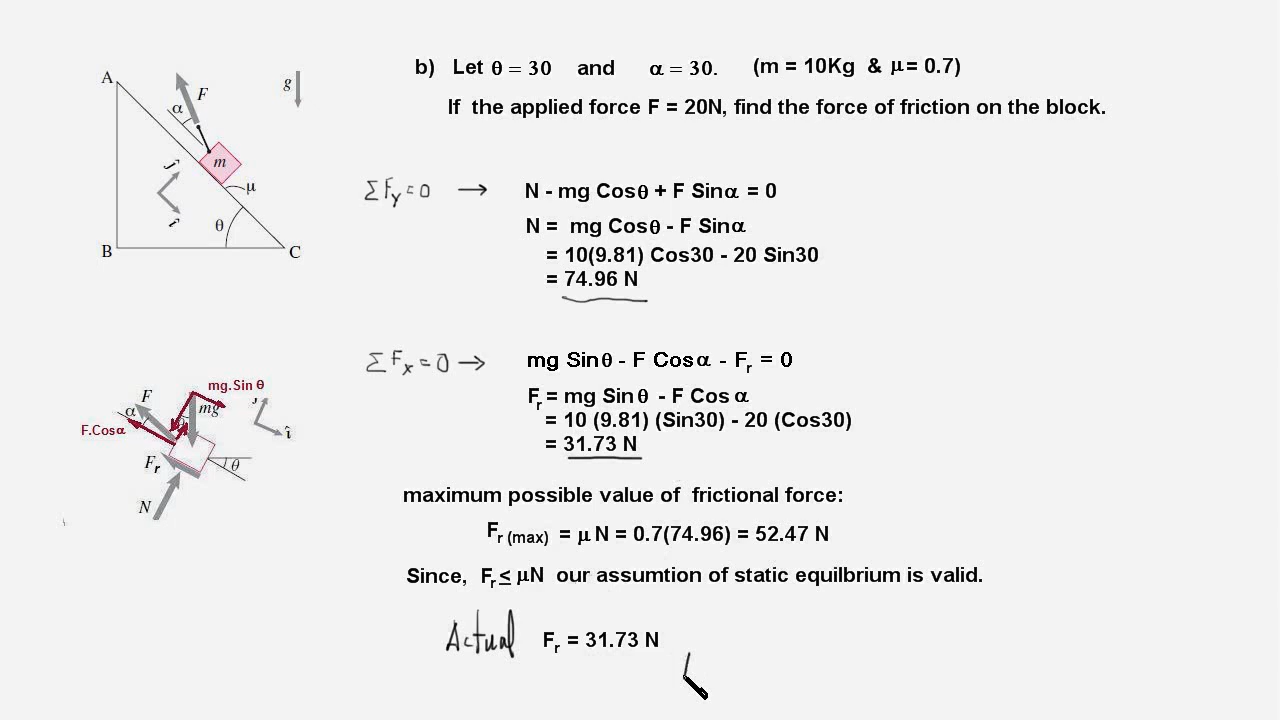 b) Let θ = 30 and α = 30. (m = 10Kg & μ = 0.7)
If the applied force F = 20N, find the force of friction on the block.
A
F
α
g
m
ĵ
μ
î
θ
B
C
ΣFy = 0 → N - mg Cosθ + F Sinα = 0
N = mg Cosθ - F Sinα
= 10(9.81) Cos30 - 20 Sin30
= 74.96 N
ΣFx = 0 → mg Sinθ - F Cosα - Fr = 0
Fr = mg Sinθ - F Cosα
= 10 (9.81) (Sin30) - 20 (Cos30)
= 31.73 N
mg.Sin θ
F
α
mg
F.Cosα
î
Fr
θ
N
maximum possible value of frictional force:
Fr (max) = μ N = 0.7(74.96) = 52.47 N
Since, Fr ≤ μN our assumtion of static equilbrium is valid.
Actual Fr = 31.73 N